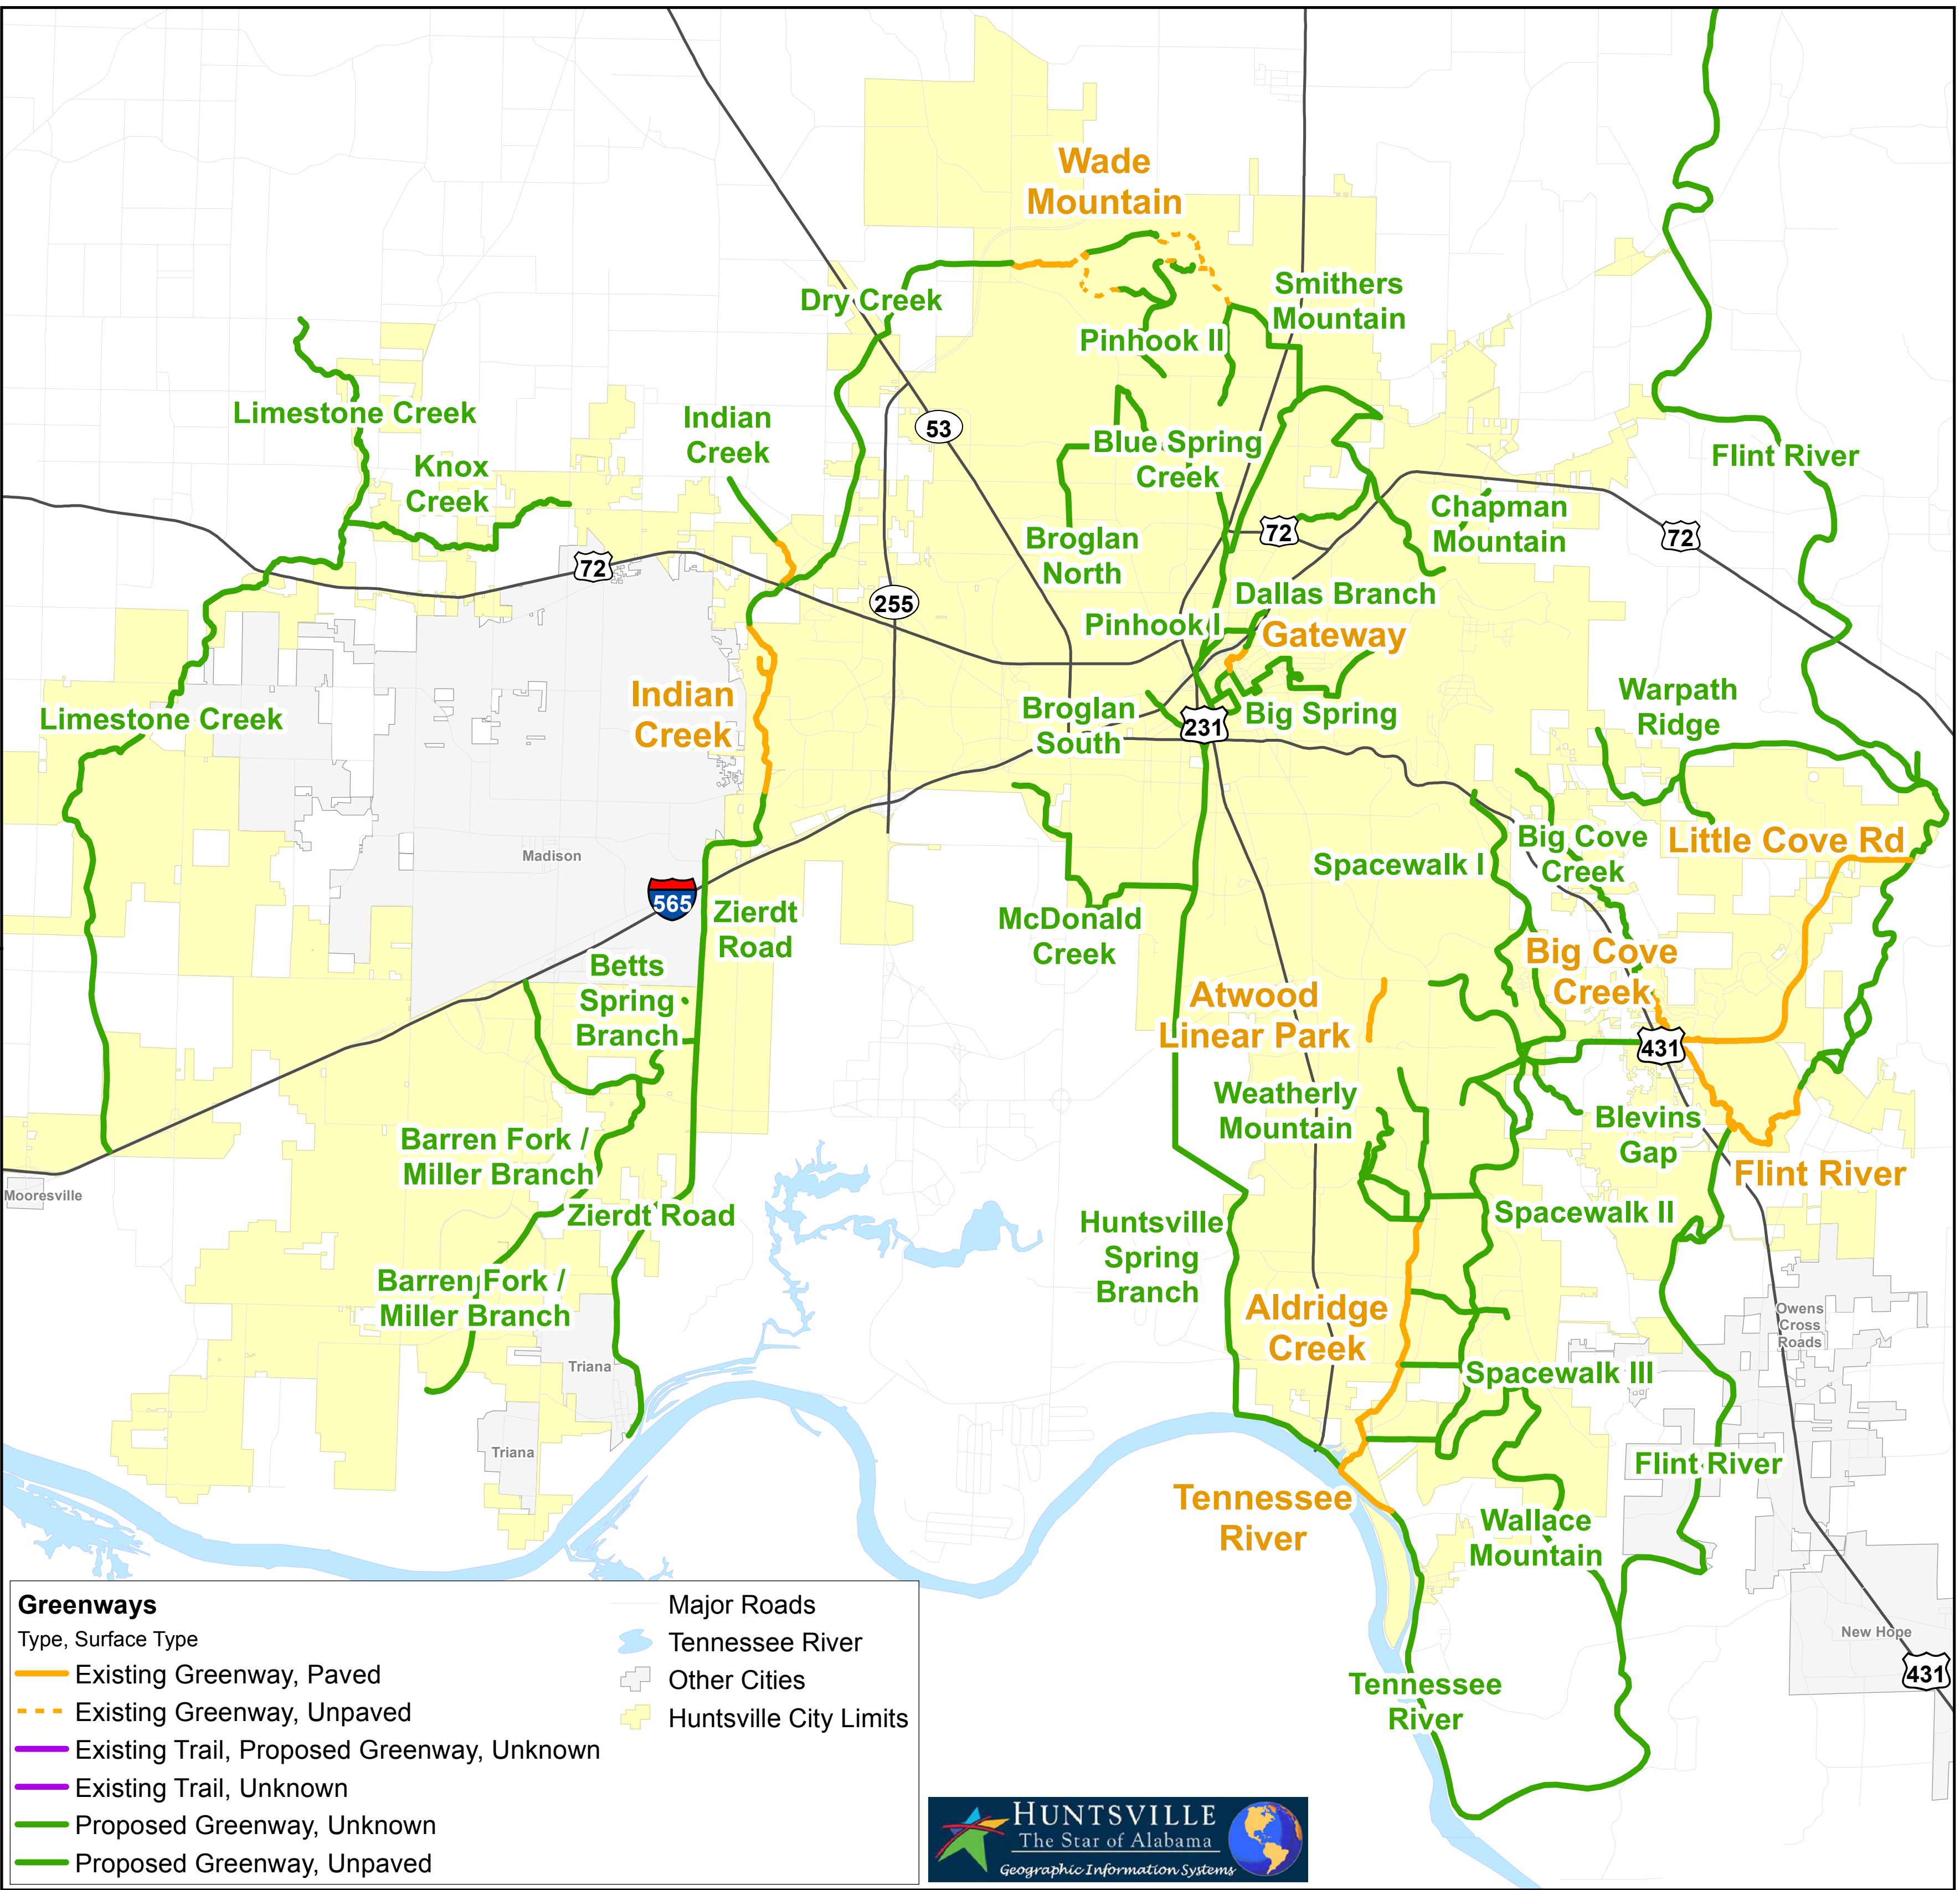 Wade
Mountain
Smithers
Mountain
Dry Creek
Pinhook II
Limestone Creek
Indian
Creek
53
Blue Spring
Creek
Flint River
Knox
Creek
Chapman
Mountain
72
72
72
Broglan
North
255
Dallas Branch
Pinhook I
Gateway
Indian
Creek
Warpath
Ridge
Limestone Creek
Broglan
South
231
Big Spring
Madison
Spacewalk I
Big Cove
Creek
Little Cove Rd
565
Zierdt
Road
McDonald
Creek
Big Cove
Creek
Betts
Spring
Branch
Atwood
Linear Park
431
Weatherly
Mountain
Blevins
Gap
Barren Fork /
Miller Branch
Flint River
Mooresville
Zierdt Road
Spacewalk II
Huntsville
Spring
Branch
Barren Fork /
Miller Branch
Aldridge
Creek
Owens
Cross
Roads
Triana
Spacewalk III
Triana
Flint River
Tennessee
River
Wallace
Mountain
New Hope
431
Tennessee
River
Greenways
Type, Surface Type
Existing Greenway, Paved
Existing Greenway, Unpaved
Existing Trail, Proposed Greenway, Unknown
Existing Trail, Unknown
Proposed Greenway, Unknown
Proposed Greenway, Unpaved
Major Roads
Tennessee River
Other Cities
Huntsville City Limits
HUNTSVILLE
The Star of Alabama
Geographic Information Systems